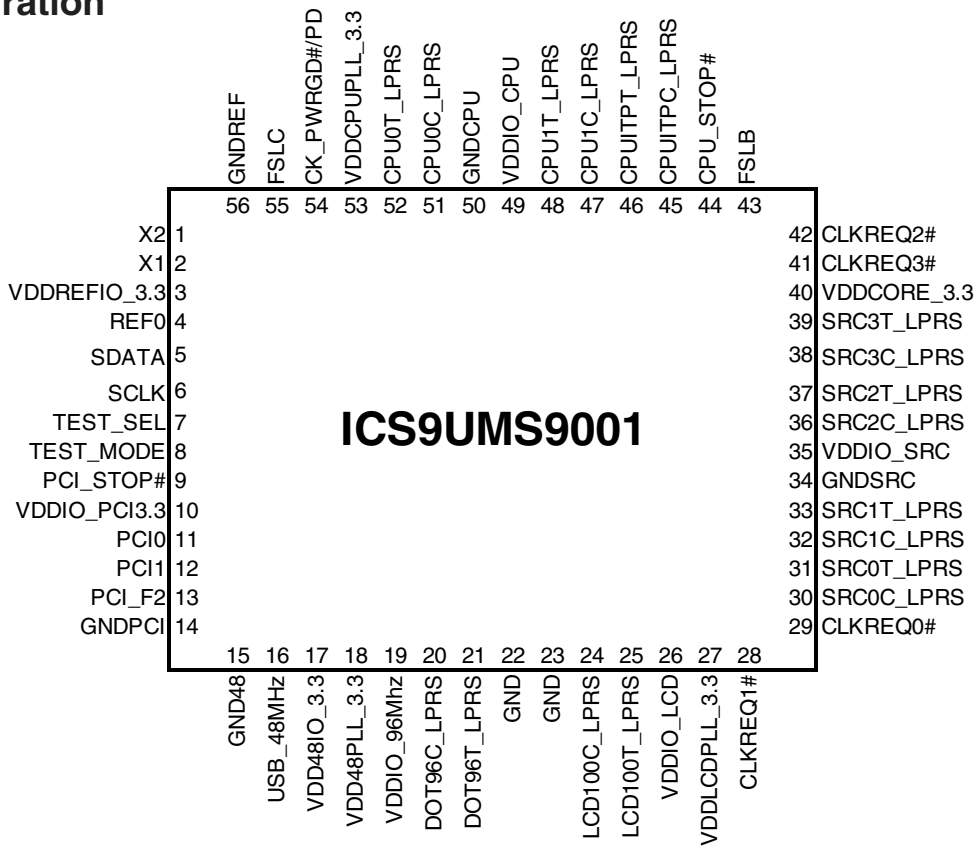 ration
GNDREF
FSLC
CK_PWRGD#/PD
VDDCPUPLL_3.3
CPU0T_LPRS
CPU0C_LPRS
GNDCPU
VDDIO_CPU
CPU1T_LPRS
CPU1C_LPRS
CPUITPT_LPRS
CPUITPC_LPRS
CPU_STOP#
FSLB
56 55 54 53 52 51 50 49 48 47 46 45 44 43
X2 1
X1 2
VDDREFIO_3.3 3
REF0 4
SDATA 5
SCLK 6
TEST_SEL 7
TEST_MODE 8
PCI_STOP# 9
VDDIO_PCI3.3 10
PCI0 11
PCI1 12
PCI_F2 13
GNDPCI 14
ICS9UMS9001
42 CLKREQ2#
41 CLKREQ3#
40 VDDCORE_3.3
39 SRC3T_LPRS
38 SRC3C_LPRS
37 SRC2T_LPRS
36 SRC2C_LPRS
35 VDDIO_SRC
34 GNDSRC
33 SRC1T_LPRS
32 SRC1C_LPRS
31 SRC0T_LPRS
30 SRC0C_LPRS
29 CLKREQ0#
15 16 17 18 19 20 21 22 23 24 25 26 27 28
GND48
USB_48MHz
VDD48IO_3.3
VDD48PLL_3.3
VDDIO_96Mhz
DOT96C_LPRS
DOT96T_LPRS
GND
GND
LCD100C_LPRS
LCD100T_LPRS
VDDIO_LCD
VDDLCDPLL_3.3
CLKREQ1#